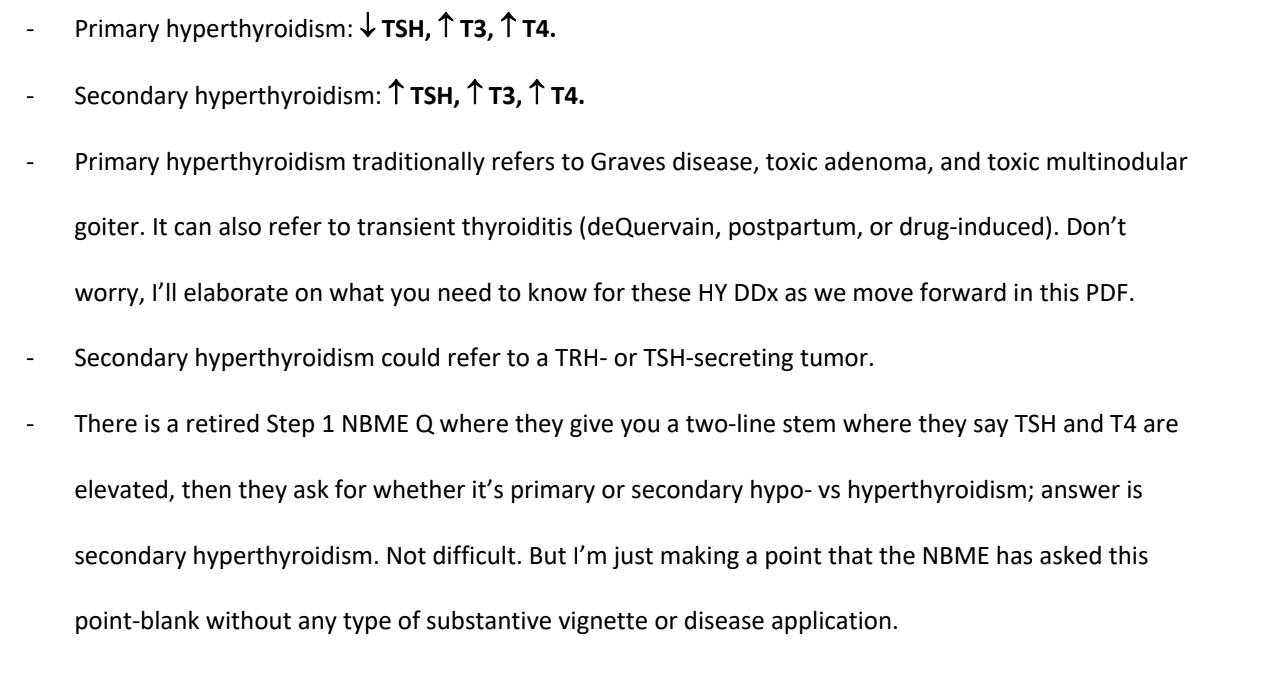 - Primary hyperthyroidism: ↓ TSH, ↑ T3, ↑ T4.
- Secondary hyperthyroidism: ↑ TSH, ↑ T3, ↑ T4.
- Primary hyperthyroidism traditionally refers to Graves disease, toxic adenoma, and toxic multinodular
goiter. It can also refer to transient thyroiditis (deQuervain, postpartum, or drug-induced). Don’t
worry, I’ll elaborate on what you need to know for these HY DDx as we move forward in this PDF.
- Secondary hyperthyroidism could refer to a TRH- or TSH-secreting tumor.
- There is a retired Step 1 NBME Q where they give you a two-line stem where they say TSH and T4 are
elevated, then they ask for whether it’s primary or secondary hypo- vs hyperthyroidism; answer is
secondary hyperthyroidism. Not difficult. But I’m just making a point that the NBME has asked this
point-blank without any type of substantive vignette or disease application.